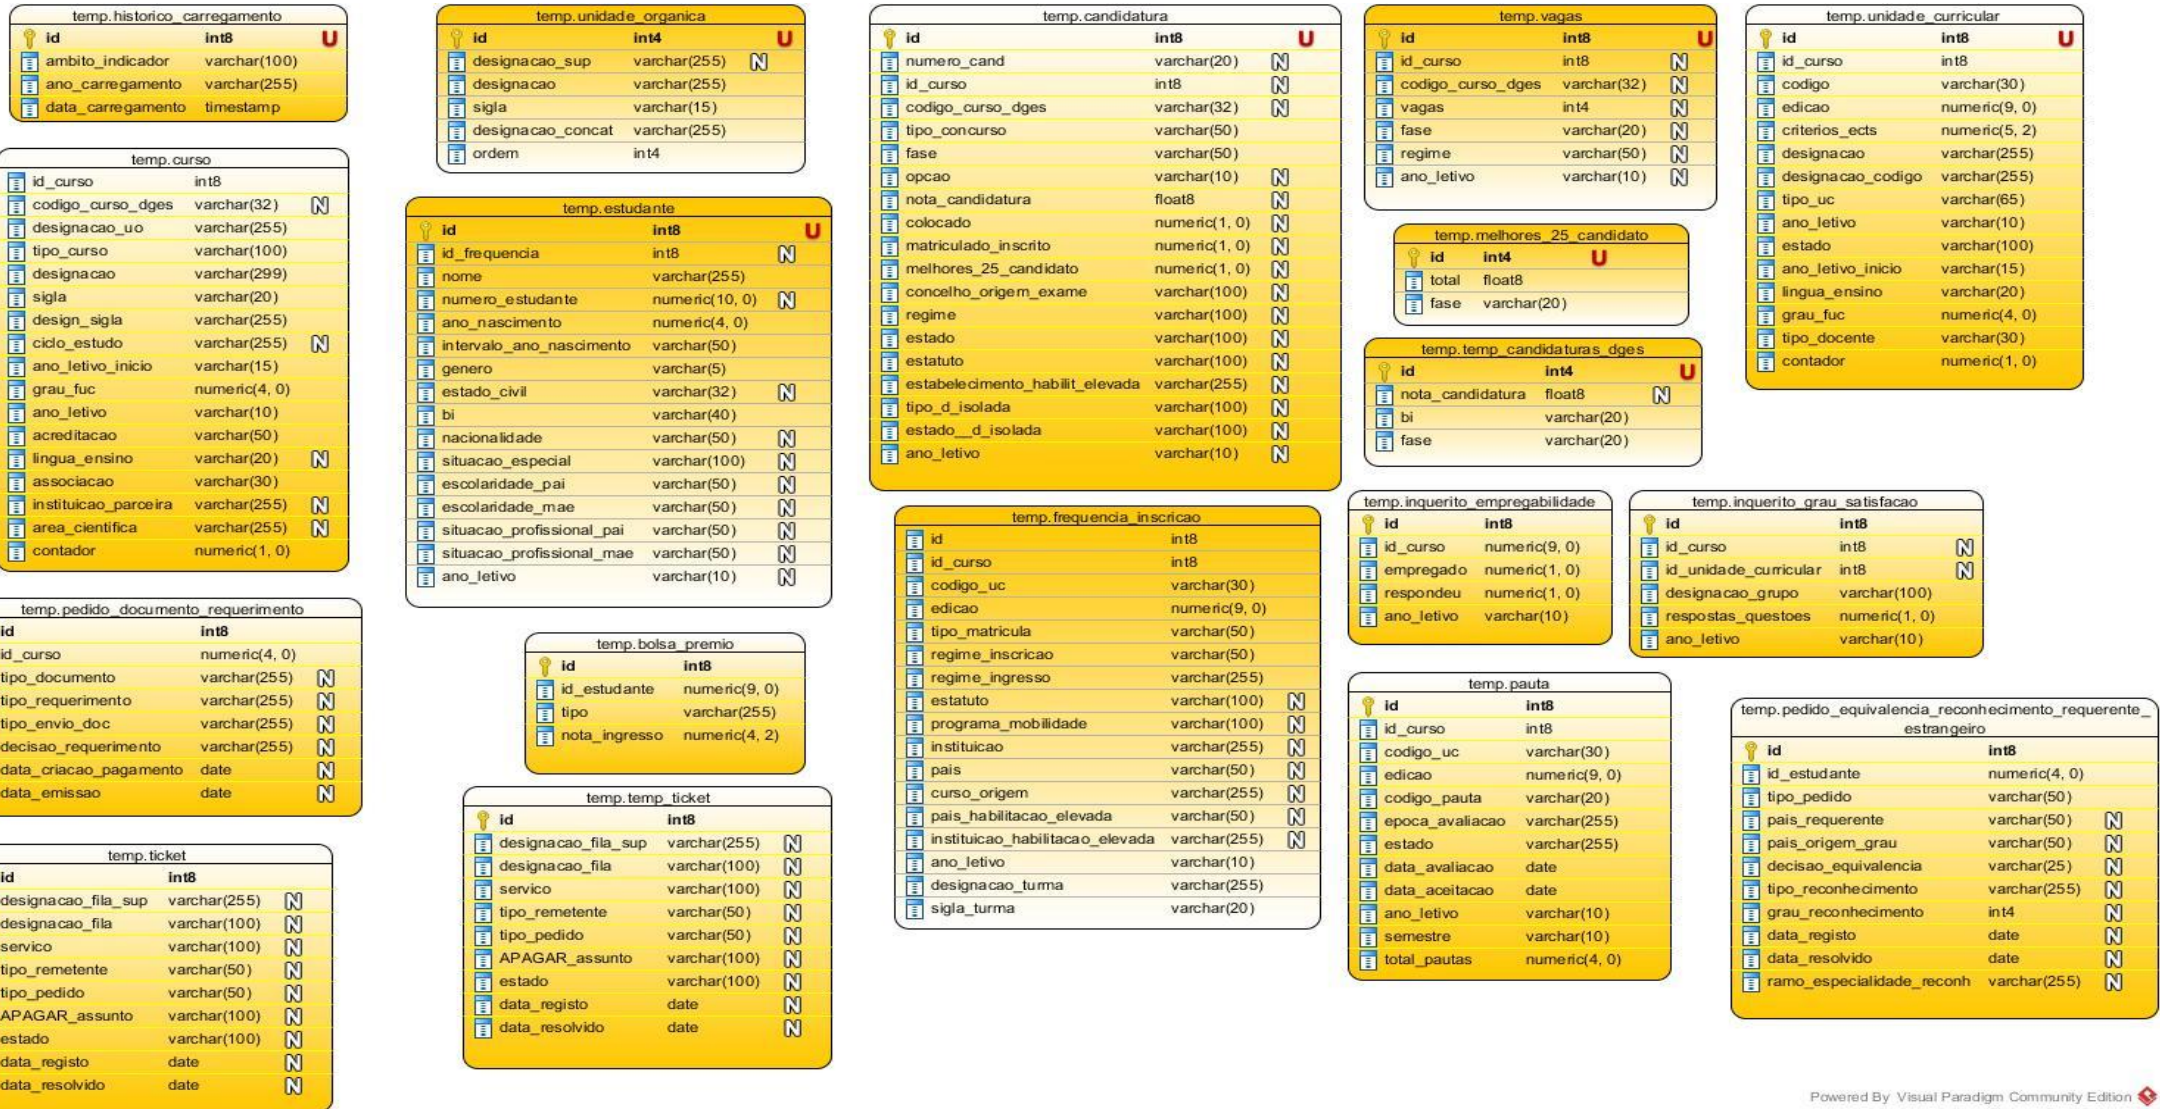 temp.historico_carregamento
id int8 U
ambito_indicador varchar(100)
ano_carregamento varchar(255)
data_carregamento timestamp
temp.curso
id_curso int8
codigo_curso_dges varchar(32) N
designacao_uo varchar(255)
tipo_curso varchar(100)
designacao varchar(299)
sigla varchar(20)
design_sigla varchar(255)
ciclo_estudo varchar(255) N
ano_letivo_inicio varchar(15)
grau_fuc numeric(4, 0)
ano_letivo varchar(10)
acreditacao varchar(50)
lingua_ensino varchar(20) N
associacao varchar(30)
instituicao_parceira varchar(255) N
area_cientifica varchar(255) N
contador numeric(1, 0)
temp.pedido_documento_requerimento
id int8
id_curso numeric(4, 0)
tipo_documento varchar(255) N
tipo_requerimento varchar(255) N
tipo_envio_doc varchar(255) N
decisao_requerimento varchar(255) N
data_criacao_pagamento date N
data_emissao date N
temp.ticket
id int8
designacao_fila_sup varchar(255) N
designacao_fila varchar(100) N
servico varchar(100) N
tipo_remetente varchar(50) N
tipo_pedido varchar(50) N
APAGAR_assunto varchar(100) N
estado varchar(100) N
data_registo date N
data_resolvido date N
temp.unidade_organica
id int4 U
designacao_sup varchar(255) N
designacao varchar(255)
sigla varchar(15)
designacao_concat varchar(255)
ordem int4
temp.estudante
id int8 U
id_frequencia int8 N
nome varchar(255)
numero_estudante numeric(10, 0) N
ano_nascimento numeric(4, 0)
intervalo_ano_nascimento varchar(50)
genero varchar(5)
estado_civil varchar(32) N
bi varchar(40)
nacionalidade varchar(50) N
situacao_especial varchar(100) N
escolaridade_pai varchar(50) N
escolaridade_mae varchar(50) N
situacao_profissional_pai varchar(50) N
situacao_profissional_mae varchar(50) N
ano_letivo varchar(10) N
temp.bolsa_premio
id int8
id_estudante numeric(9, 0)
tipo varchar(255)
nota_ingresso numeric(4, 2)
temp.temp_ticket
id int8
designacao_fila_sup varchar(255) N
designacao_fila varchar(100) N
servico varchar(100) N
tipo_remetente varchar(50) N
tipo_pedido varchar(50) N
APAGAR_assunto varchar(100) N
estado varchar(100) N
data_registo date N
data_resolvido date N
temp.candidatura
id int8 U
numero_cand varchar(20) N
id_curso int8 N
codigo_curso_dges varchar(32) N
tipo_concurso varchar(50)
fase varchar(50)
opcao varchar(10) N
nota_candidatura float8 N
colocado numeric(1, 0) N
matriculado_inscrito numeric(1, 0) N
melhores_25_candidato numeric(1, 0) N
concelho_origem_exame varchar(100) N
regime varchar(100) N
estado varchar(100) N
estatuto varchar(100) N
estabelecimento_habilit_elevada varchar(255) N
tipo_d_isolada varchar(100) N
estado__d_isolada varchar(100) N
ano_letivo varchar(10) N
temp.frequencia_inscricao
id int8
id_curso int8
codigo_uc varchar(30)
edicao numeric(9, 0)
tipo_matricula varchar(50)
regime_inscricao varchar(50)
regime_ingresso varchar(255)
estatuto varchar(100) N
programa_mobilidade varchar(100) N
instituicao varchar(255) N
pais varchar(50) N
curso_origem varchar(255) N
pais_habilitacao_elevada varchar(50) N
instituicao_habilitacao_elevada varchar(255) N
ano_letivo varchar(10)
designacao_turma varchar(255)
sigla_turma varchar(20)
temp.vagas
id int8 U
id_curso int8 N
codigo_curso_dges varchar(32) N
vagas int4 N
fase varchar(20) N
regime varchar(50) N
ano_letivo varchar(10) N
temp.melhores_25_candidato
id int4 U
total float8
fase varchar(20)
temp.temp_candidaturas_dges
id int4 U
nota_candidatura float8 N
bi varchar(20)
fase varchar(20)
temp.inquerito_empregabilidade
id int8
id_curso numeric(9, 0)
empregado numeric(1, 0)
respondeu numeric(1, 0)
ano_letivo varchar(10)
temp.pauta
id int8
id_curso int8
codigo_uc varchar(30)
edicao numeric(9, 0)
codigo_pauta varchar(20)
epoca_avaliacao varchar(255)
estado varchar(255)
data_avaliacao date
data_aceitacao date
ano_letivo varchar(10)
semestre varchar(10)
total_pautas numeric(4, 0)
temp.unidade_curricular
id int8 U
id_curso int8
codigo varchar(30)
edicao numeric(9, 0)
criterios_ects numeric(5, 2)
designacao varchar(255)
designacao_codigo varchar(255)
tipo_uc varchar(65)
ano_letivo varchar(10)
estado varchar(100)
ano_letivo_inicio varchar(15)
lingua_ensino varchar(20)
grau_fuc numeric(4, 0)
tipo_docente varchar(30)
contador numeric(1, 0)
temp.inquerito_grau_satisfacao
id int8
id_curso int8 N
id_unidade_curricular int8 N
designacao_grupo varchar(100)
respostas_questoes numeric(1, 0)
ano_letivo varchar(10)
temp.pedido_equivalencia_reconhecimento_requerente_
estrangeiro
id int8
id_estudante numeric(4, 0)
tipo_pedido varchar(50)
pais_requerente varchar(50) N
pais_origem_grau varchar(50) N
decisao_equivalencia varchar(25) N
tipo_reconhecimento varchar(255) N
grau_reconhecimento int4 N
data_registo date N
data_resolvido date N
ramo_especialidade_reconh varchar(255) N
Powered By Visual Paradigm Community Edition